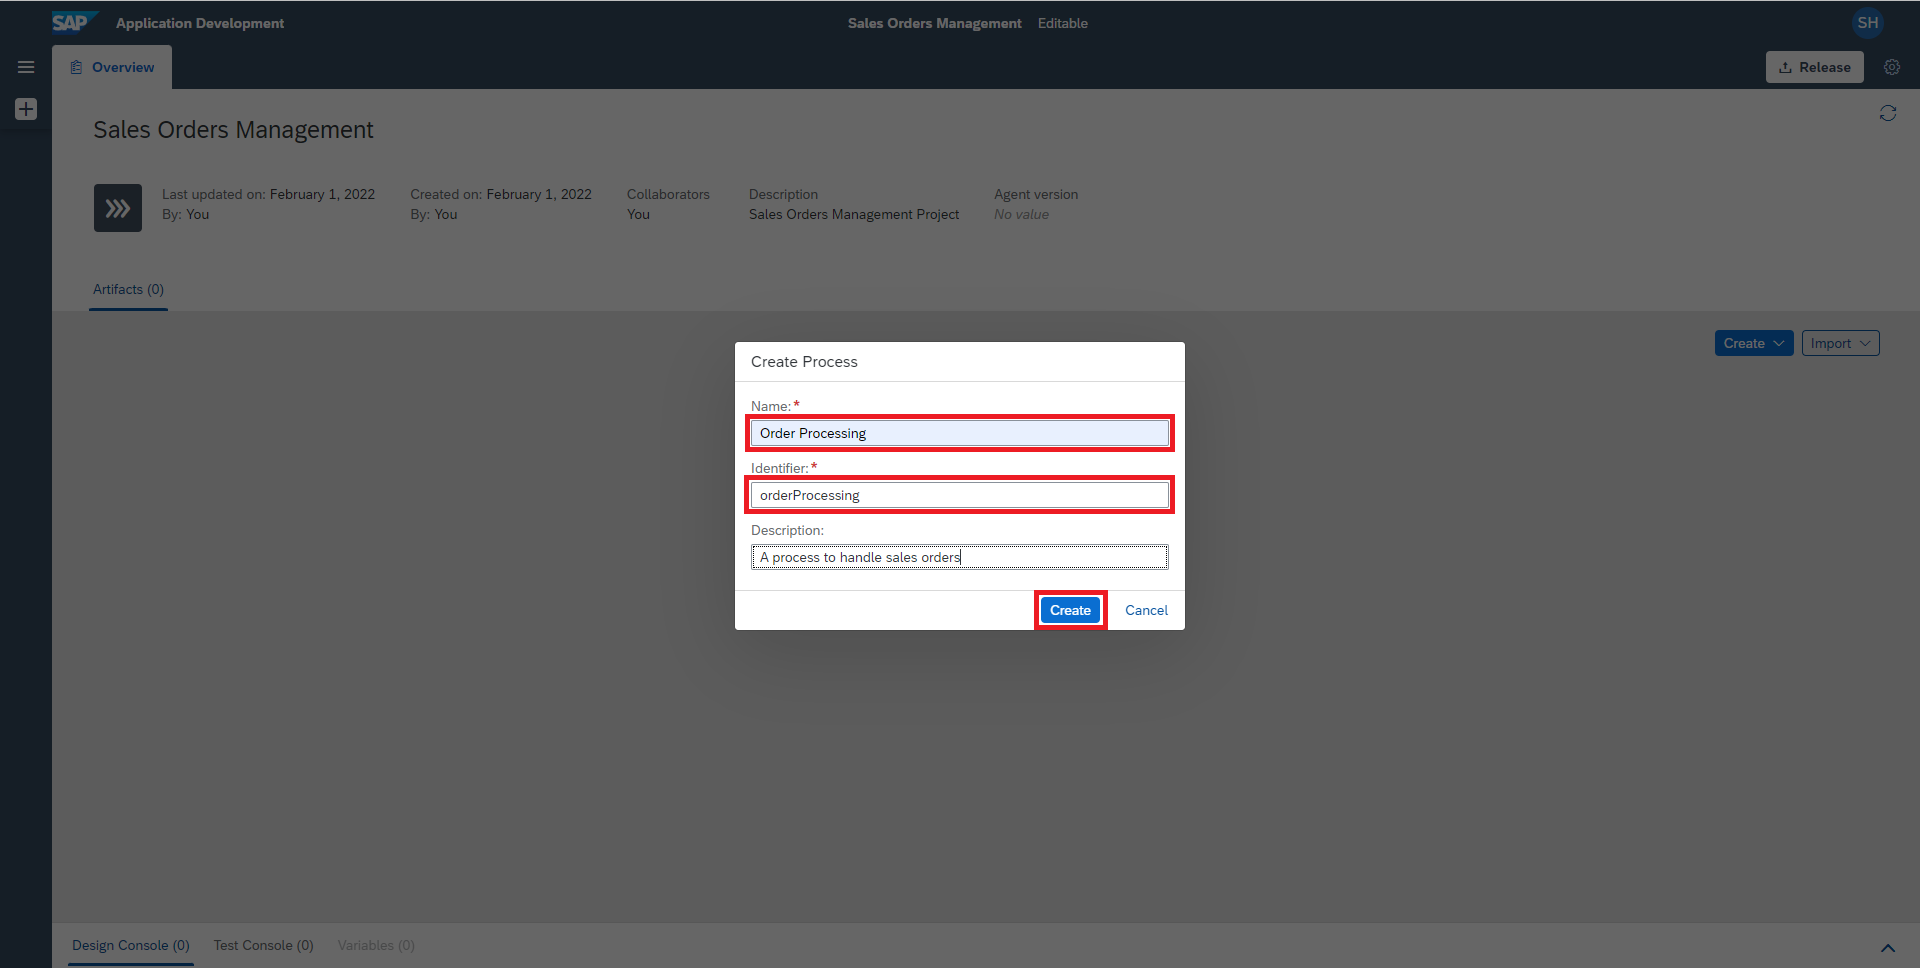 SAP Application Development Sales Orders Management Editable SH
Overview Release
Sales Orders Management
Last updated on: February 1, 2022 Created on: February 1, 2022 Collaborators Description Agent version
By: You By: You You Sales Orders Management Project No value
Artifacts (0)
Create Import
Create Process
Name:*
Order Processing
Identifier:*
orderProcessing
Description:
A process to handle sales orders
Create Cancel
Design Console (0) Test Console (0) Variables (0)